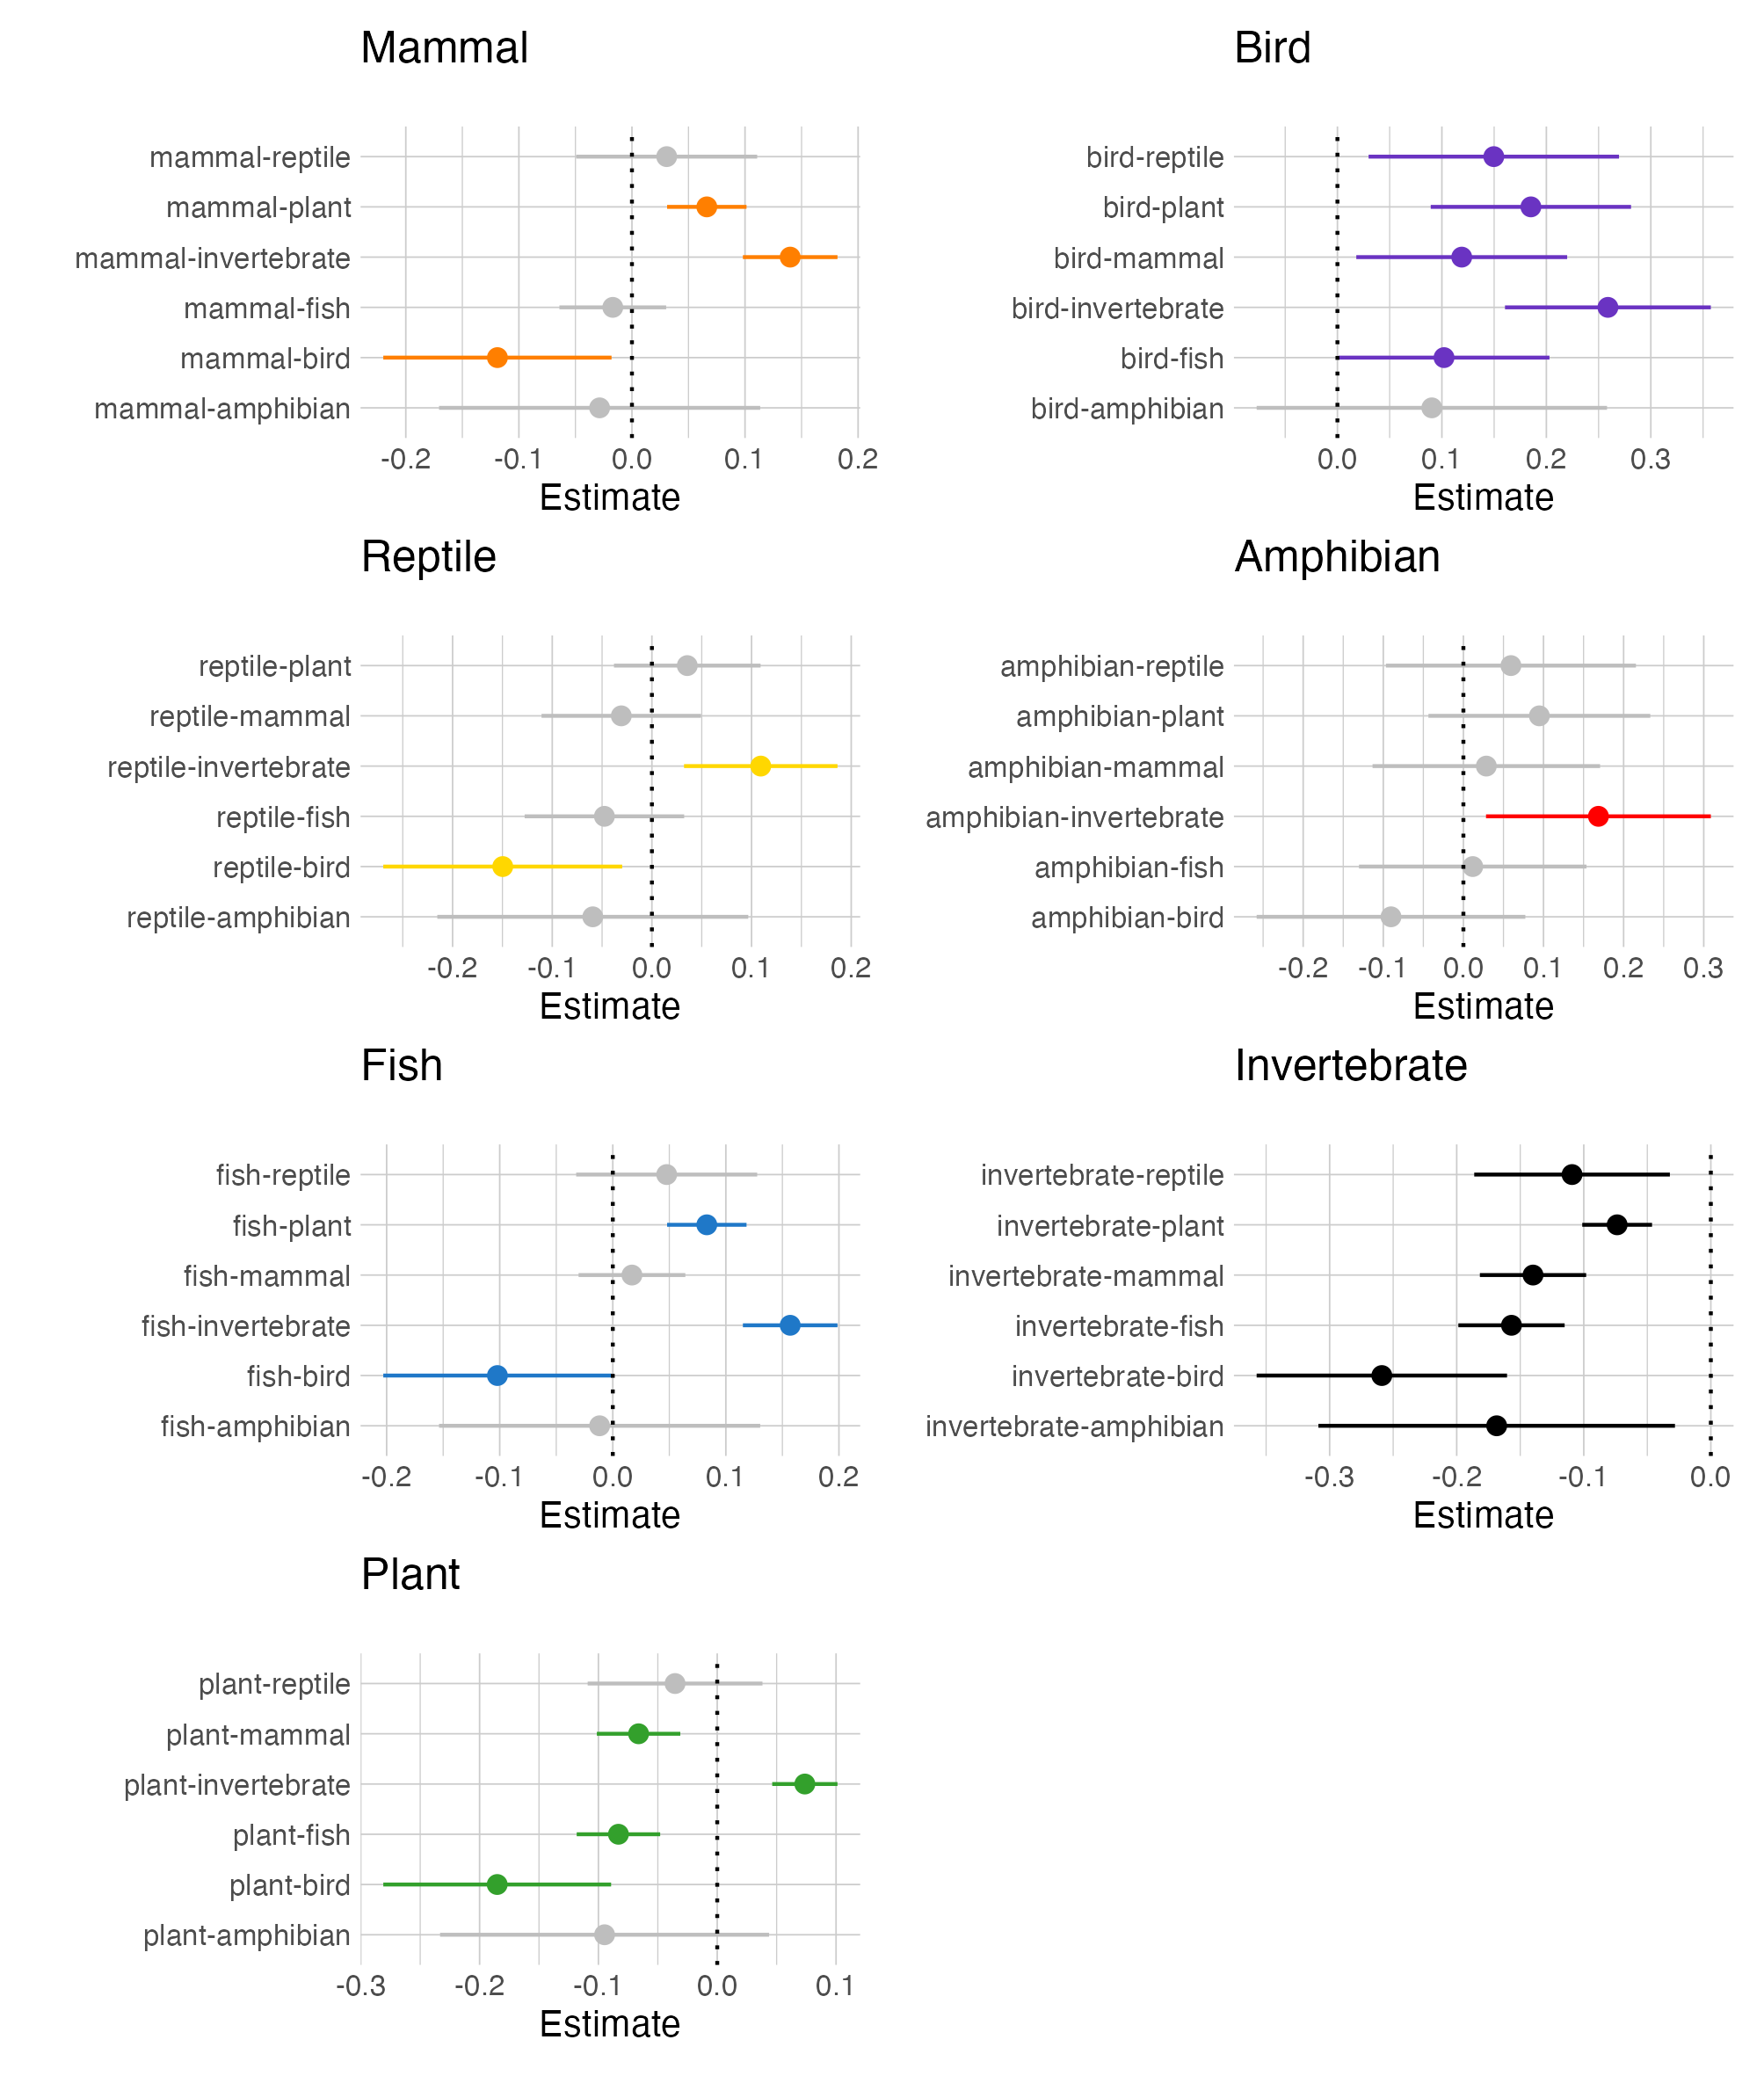 Mammal
mammal-reptile
mammal-plant
mammal-invertebrate
mammal-fish
mammal-bird
mammal-amphibian
-0.2 -0.1 0.0 0.1 0.2
Estimate
Bird
bird-reptile
bird-plant
bird-mammal
bird-invertebrate
bird-fish
bird-amphibian
0.0 0.1 0.2 0.3
Estimate
Reptile
reptile-plant
reptile-mammal
reptile-invertebrate
reptile-fish
reptile-bird
reptile-amphibian
-0.2 -0.1 0.0 0.1 0.2
Estimate
Amphibian
amphibian-reptile
amphibian-plant
amphibian-mammal
amphibian-invertebrate
amphibian-fish
amphibian-bird
-0.2 -0.1 0.0 0.1 0.2 0.3
Estimate
Fish
fish-reptile
fish-plant
fish-mammal
fish-invertebrate
fish-bird
fish-amphibian
-0.2 -0.1 0.0 0.1 0.2
Estimate
Invertebrate
invertebrate-reptile
invertebrate-plant
invertebrate-mammal
invertebrate-fish
invertebrate-bird
invertebrate-amphibian
-0.3 -0.2 -0.1 0.0
Estimate
Plant
plant-reptile
plant-mammal
plant-invertebrate
plant-fish
plant-bird
plant-amphibian
-0.3 -0.2 -0.1 0.0 0.1
Estimate